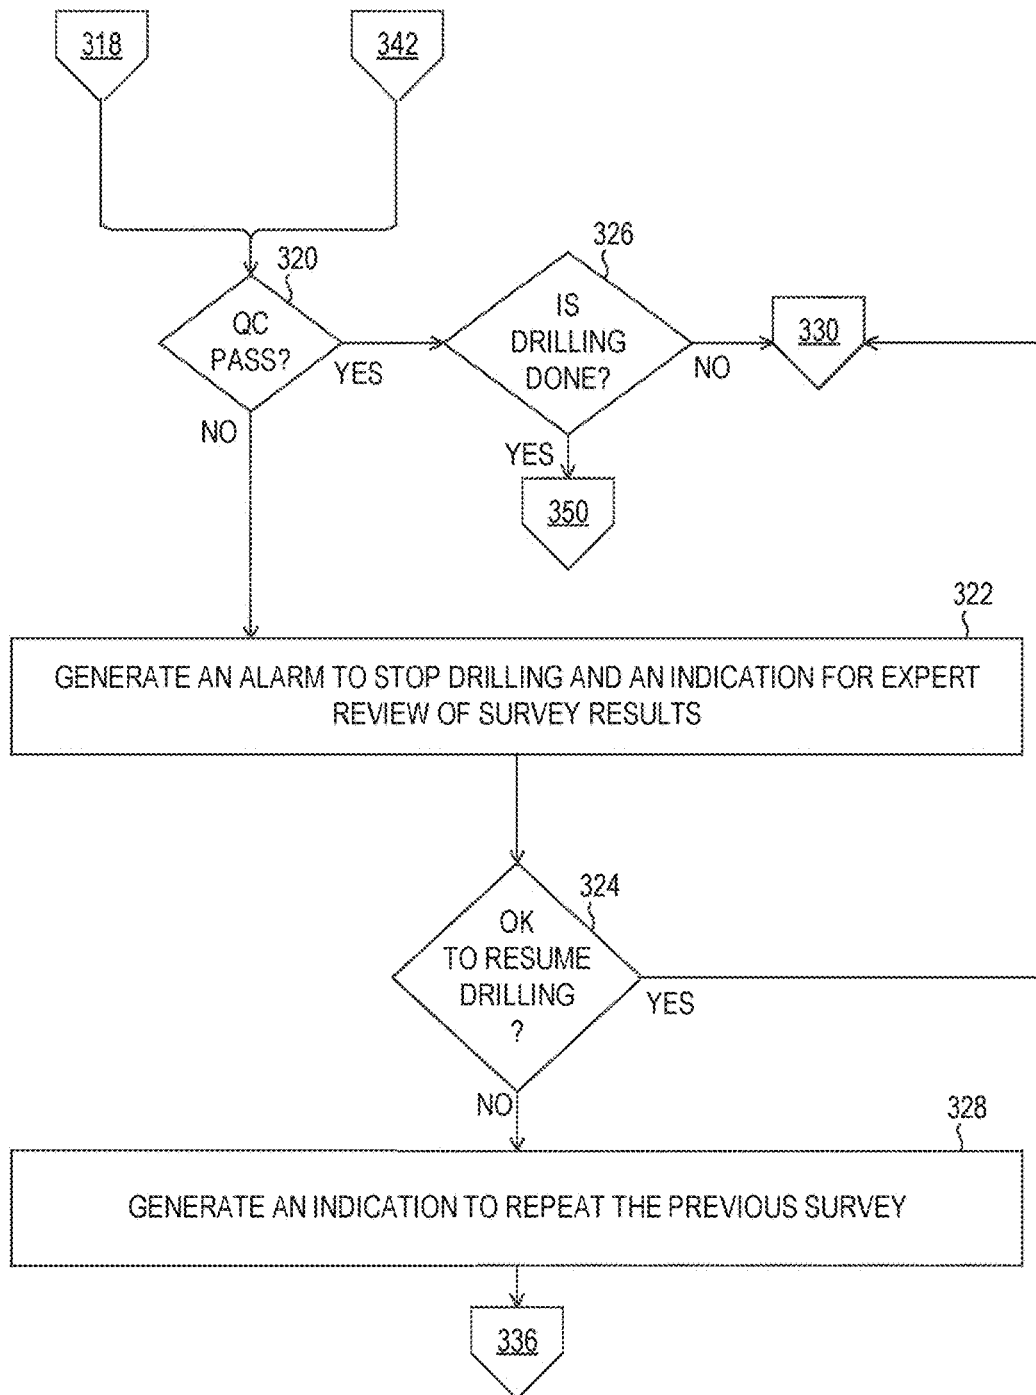 318
342
320
QC
PASS?
YES
NO
326
IS
DRILLING
DONE?
NO
YES
330
350
322
GENERATE AN ALARM TO STOP DRILLING AND AN INDICATION FOR EXPERT
REVIEW OF SURVEY RESULTS
324
OK
TO RESUME
DRILLING
?
YES
NO
328
GENERATE AN INDICATION TO REPEAT THE PREVIOUS SURVEY
336